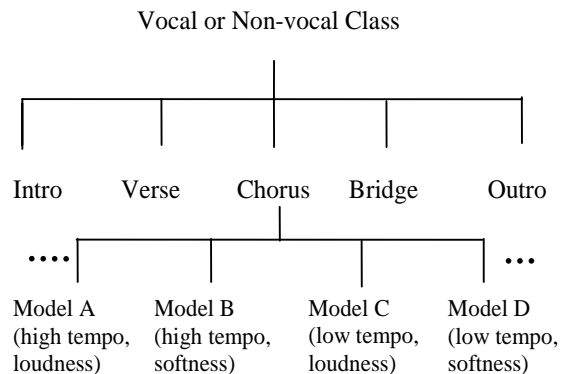 Vocal or Non-vocal Class
Intro Verse Chorus Bridge Outro
.... ...
Model A Model B Model C Model D
(high tempo, (high tempo, (low tempo, (low tempo,
loudness) softness) loudness) softness)